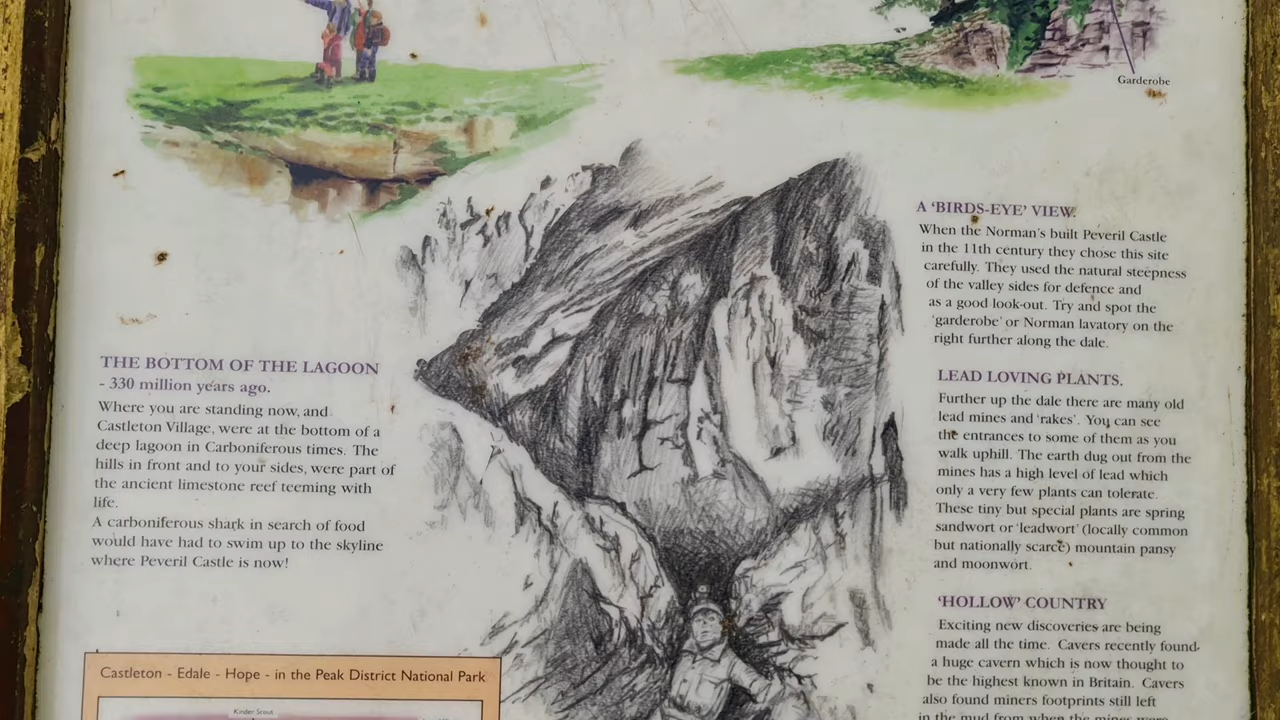 Garderobe
THE BOTTOM OF THE LAGOON
- 330 million years ago.
Where you are standing now, and
Castleton Village, were at the bottom of a
deep lagoon in Carboniferous times. The
hills in front and to your sides, were part of
the ancient limestone reef teeming with
life.
A carboniferous shark in search of food
would have had to swim up to the skyline
where Peveril Castle is now!
Castleton - Edale - Hope - in the Peak District National Park
Kinder Scout
A ‘BIRDS-EYE’ VIEW.
When the Norman's built Peveril Castle
in the 11th century they chose this site
carefully. They used the natural steepness
of the valley sides for defence and
as a good look-out. Try and spot the
‘garderobe’ or Norman lavatory on the
right further along the dale.
LEAD LOVING PLANTS.
Further up the dale there are many old
lead mines and ‘rakes’. You can see
the entrances to some of them as you
walk uphill. The earth dug out from the
mines has a high level of lead which
only a very few plants can tolerate.
These tiny but special plants are spring
sandwort or ‘leadwort’ (locally common
but nationally scarce) mountain pansy
and moonwort.
‘HOLLOW’ COUNTRY
Exciting new discoveries are being
made all the time. Cavers recently found
a huge cavern which is now thought to
be the highest known in Britain. Cavers
also found miners footprints still left
in the mud from when the mines were